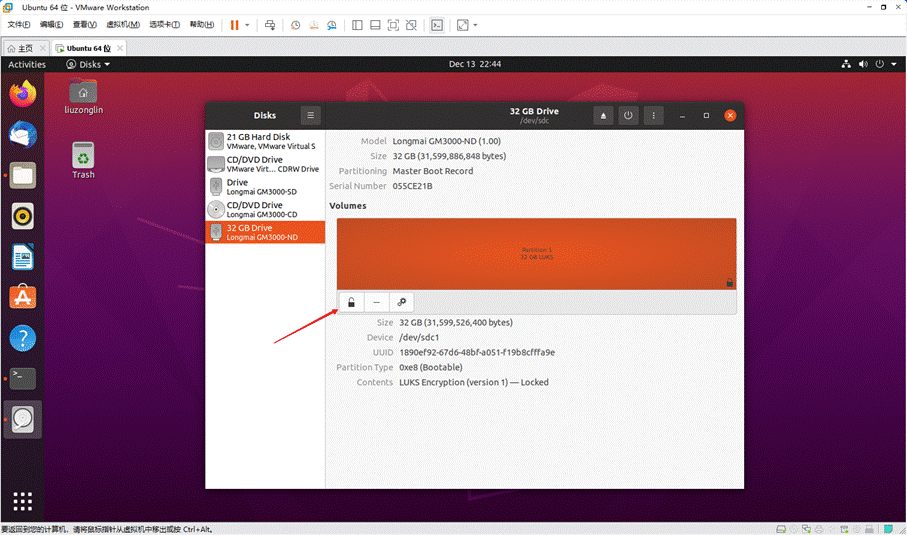 Ubuntu 64 位 - VMware Workstation
文件(F) 编辑(E) 查看(V) 虚拟机(M) 选项卡(T) 帮助(H)
主页
Ubuntu 64 位
Activities
Disks
Dec 13 22:44
liuzonglin
Trash
Disks
32 GB Drive
/dev/sdc
21 GB Hard Disk
VMware, VMware Virtual S
CD/DVD Drive
VMware Virt... CDRW Drive
Drive
Longmai GM3000-SD
CD/DVD Drive
Longmai GM3000-CD
32 GB Drive
Longmai GM3000-ND
Model Longmai GM3000-ND (1.00)
Size 32 GB (31,599,886,848 bytes)
Partitioning Master Boot Record
Serial Number 055CE21B
Volumes
Partition 1
32 GB LUKS
Size 32 GB (31,599,526,400 bytes)
Device /dev/sdc1
UUID 1890ef92-67d6-48bf-a051-f19b8cfffa9e
Partition Type 0xe8 (Bootable)
Contents LUKS Encryption (version 1) — Locked
要返回到您的计算机，请将鼠标指针从虚拟机中移出或按 Ctrl+Alt。